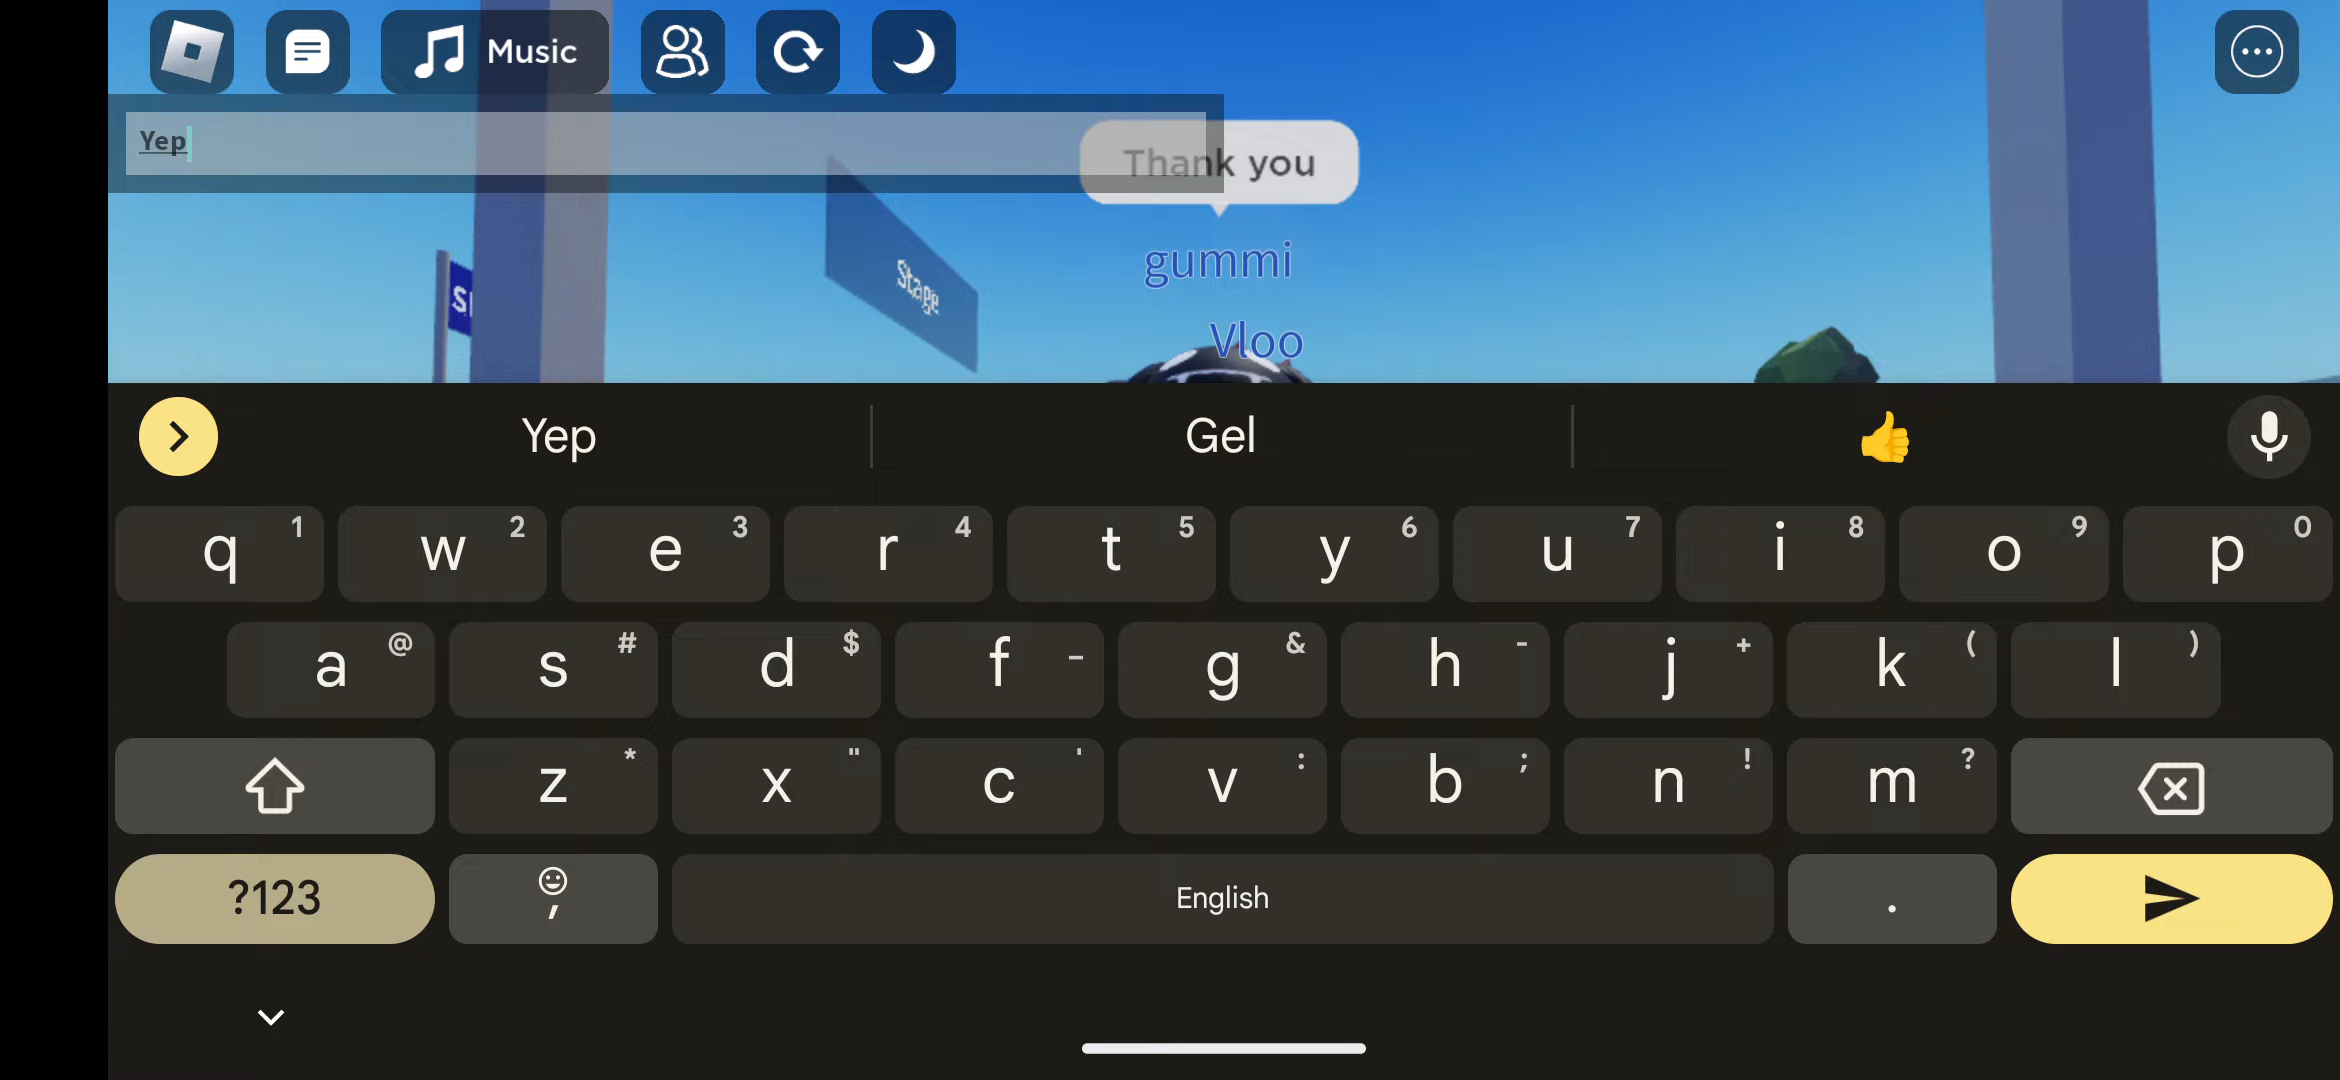 Music
Yep
Thank you
gummi
Stage
Vloo
Yep Gel 👍
q 1 w 2 e 3 r 4 t 5 y 6 u 7 i 8 o 9 p 0
a @ s # d $ f _ g & h - j + k ( l )
z * x " c ' v : b ; n ! m ?
?123 , English .